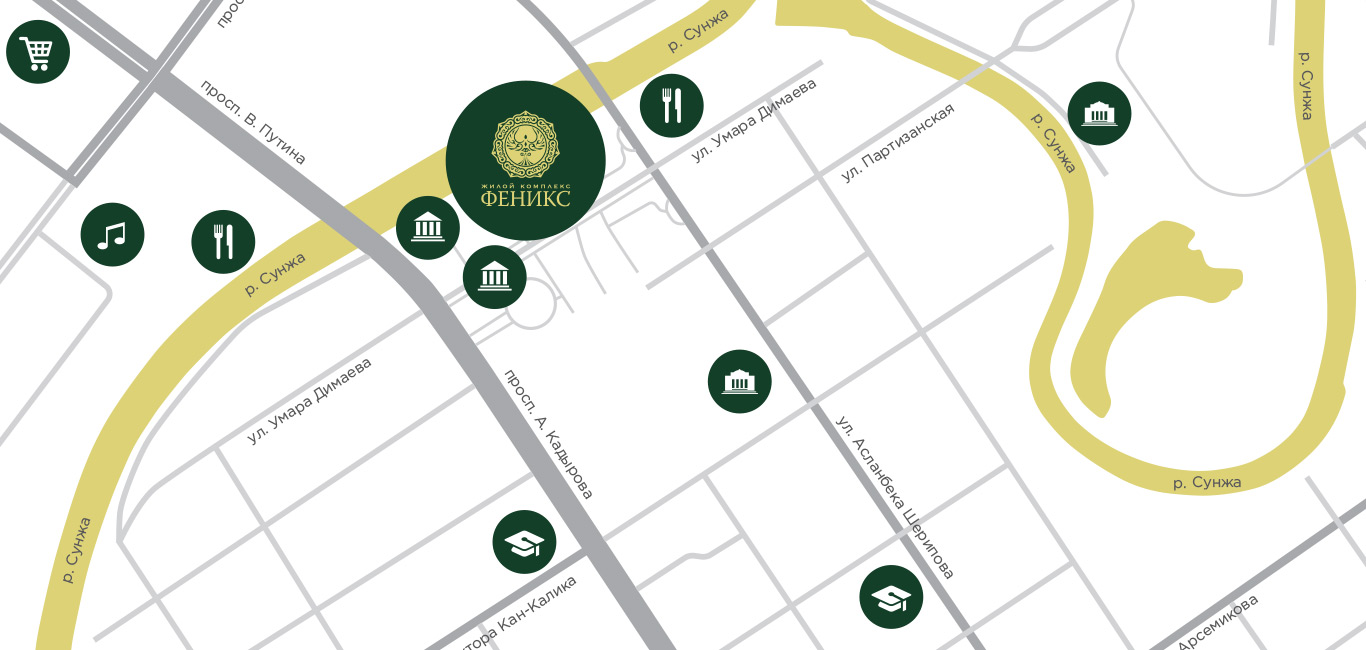 прос
р. Сунжа
р. Сунжа
просп. В. Путина
ул. Умара Димаева
ул. Партизанская
р. Сунжа
ЖИЛОЙ КОМПЛЕКС
ФЕНИКС
р. Сунжа
ул. Умара Димаева
просп. А. Кадырова
ул. Асланбека Шерипова
р. Сунжа
р. Сунжа
тора Кан-Калика
Арсемикова